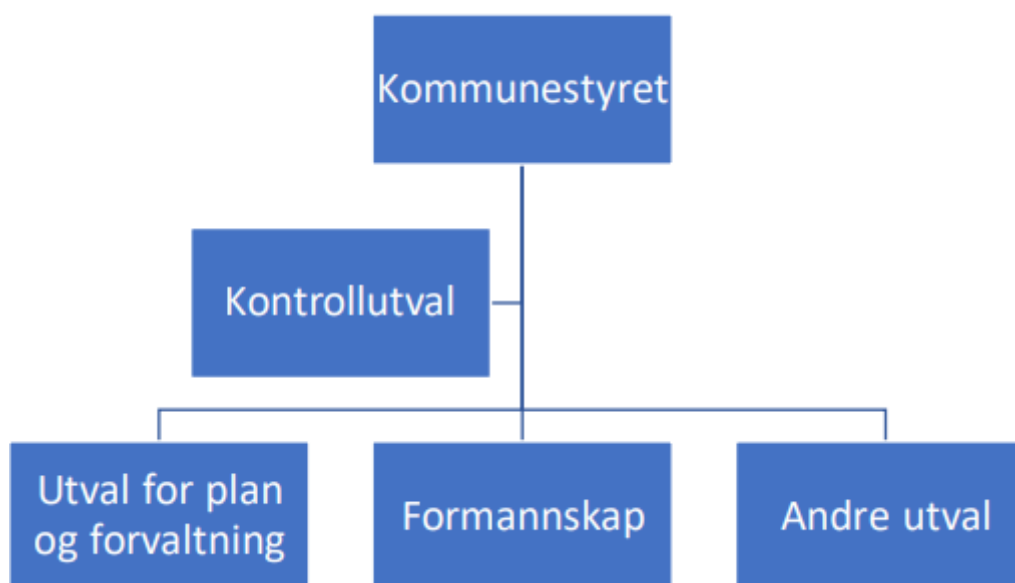 Kommunestyret
Kontrollutval
Utval for plan
og forvaltning
Formannskap
Andre utval